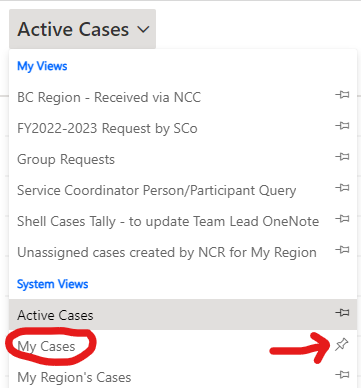 Active Cases
My Views
BC Region - Received via NCC
FY2022-2023 Request by SCo
Group Requests
Service Coordinator Person/Participant Query
Shell Cases Tally - to update Team Lead OneNote
Unassigned cases created by NCR for My Region
System Views
Active Cases
My Cases
My Region's Cases